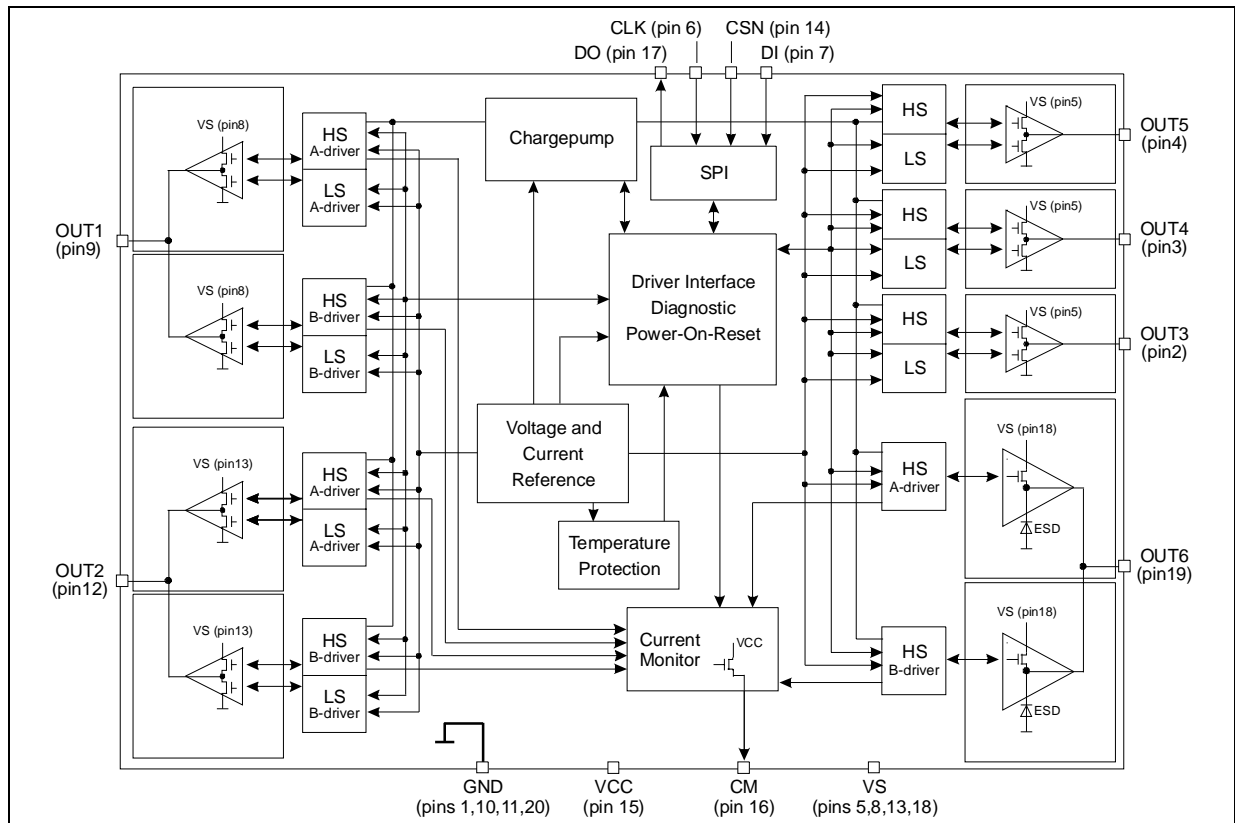 CLK (pin 6)
CSN (pin 14)
DO (pin 17)
DI (pin 7)
VS (pin8)
HS
A-driver
LS
A-driver
Chargepump
SPI
HS
LS
VS (pin5)
OUT5
(pin4)
OUT1
(pin9)
HS
LS
VS (pin5)
OUT4
(pin3)
VS (pin8)
HS
B-driver
LS
B-driver
Driver Interface
Diagnostic
Power-On-Reset
HS
LS
VS (pin5)
OUT3
(pin2)
VS (pin13)
HS
A-driver
LS
A-driver
Voltage and
Current
Reference
HS
A-driver
VS (pin18)
ESD
Temperature
Protection
OUT2
(pin12)
OUT6
(pin19)
VS (pin13)
HS
B-driver
LS
B-driver
Current
Monitor
VCC
HS
B-driver
VS (pin18)
ESD
GND
(pins 1,10,11,20)
VCC
(pin 15)
CM
(pin 16)
VS
(pins 5,8,13,18)